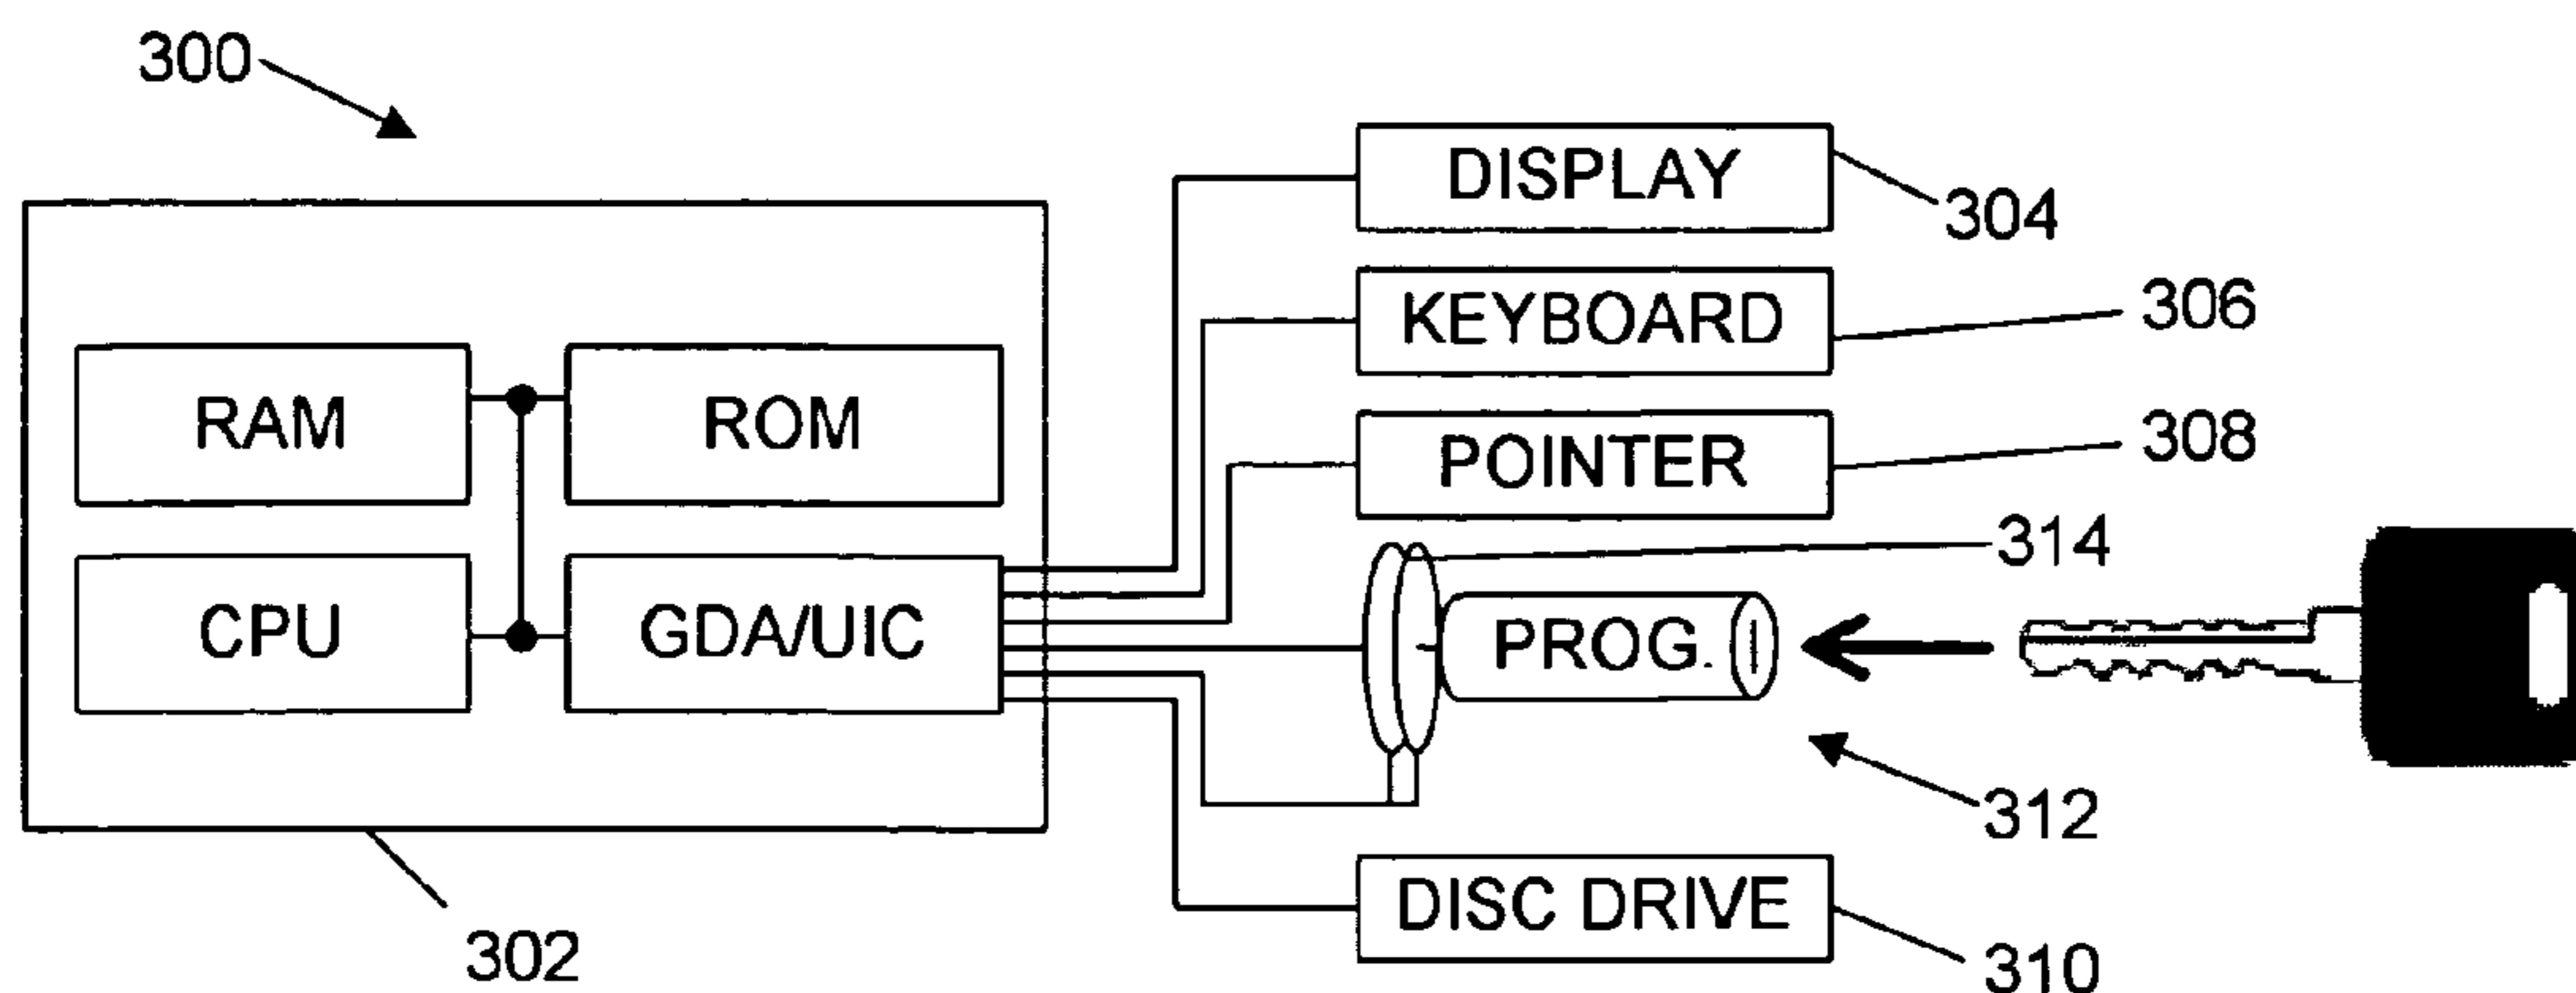 300
DISPLAY
304
KEYBOARD
306
RAM
ROM
POINTER
308
314
CPU
GDA/UIC
PROG.
312
DISC DRIVE
302
310